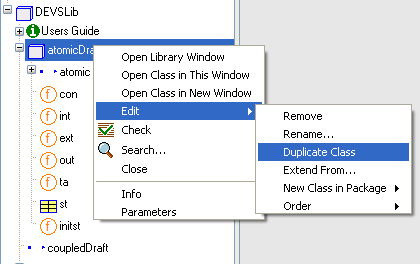 DEVSLib
Users Guide
atomicDra
atomic
con
int
ext
out
ta
st
initst
coupledDraft
Open Library Window
Open Class in This Window
Open Class in New Window
Edit
Check
Search...
Close
Info
Parameters
Remove
Rename...
Duplicate Class
Extend From...
New Class in Package
Order